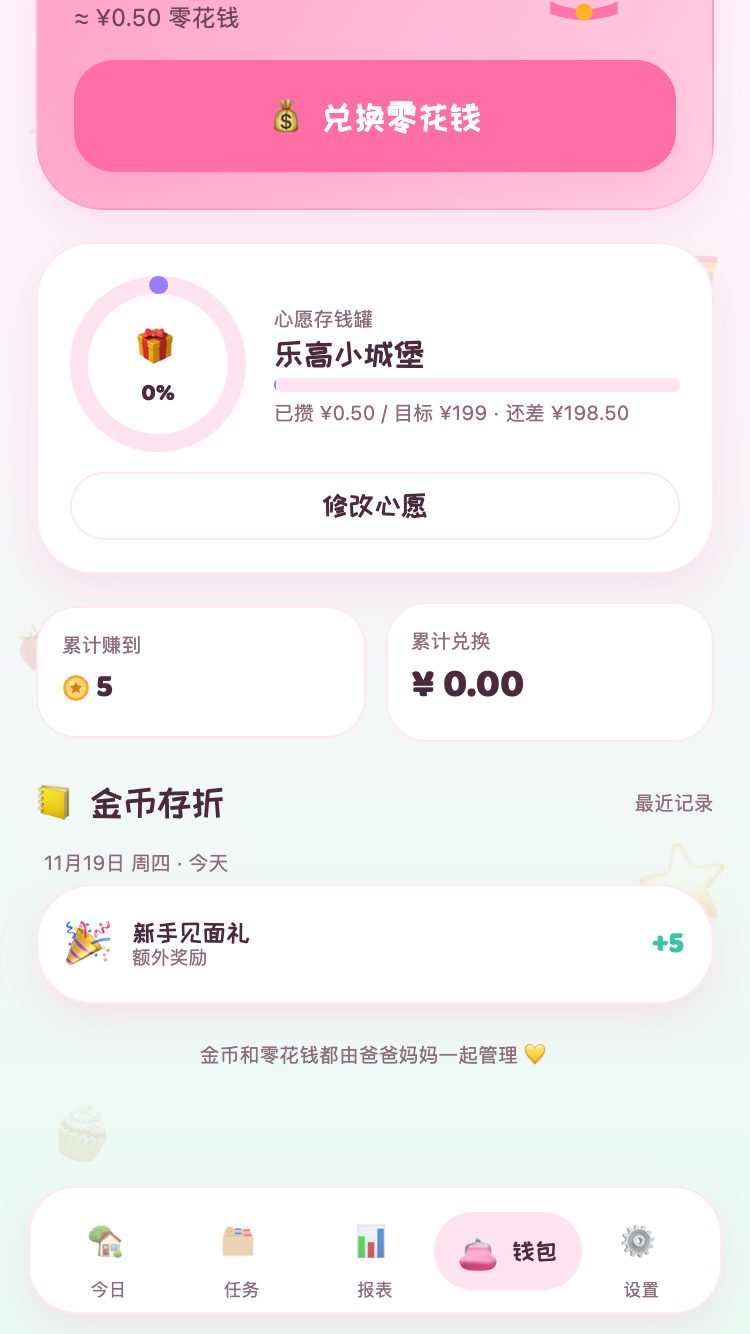 ≈ ¥0.50 零花钱
兑换零花钱
0%
心愿存钱罐
乐高小城堡
已攒 ¥0.50 / 目标 ¥199 · 还差 ¥198.50
修改心愿
累计赚到
5
累计兑换
¥ 0.00
金币存折
最近记录
11月19日 周四 · 今天
新手见面礼
额外奖励
+5
金币和零花钱都由爸爸妈妈一起管理 💛
今日
任务
报表
钱包
设置